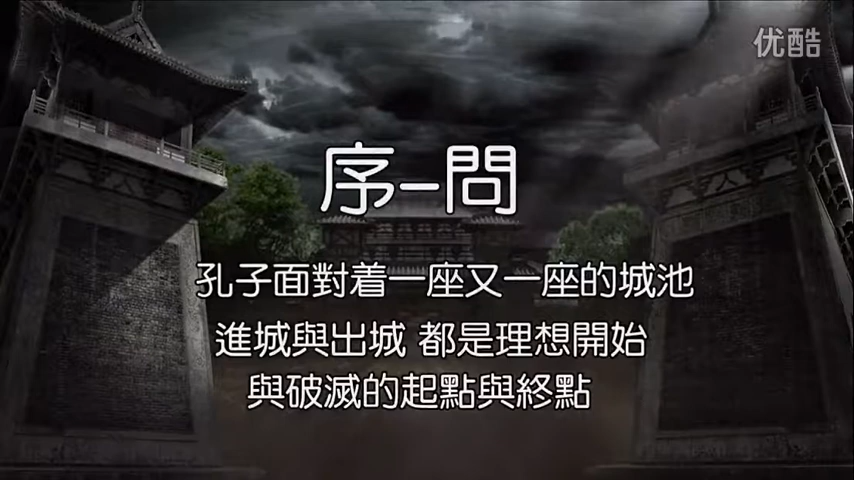 优酷
序-問
孔子面對着一座又一座的城池
進城與出城 都是理想開始
與破滅的起點與終點